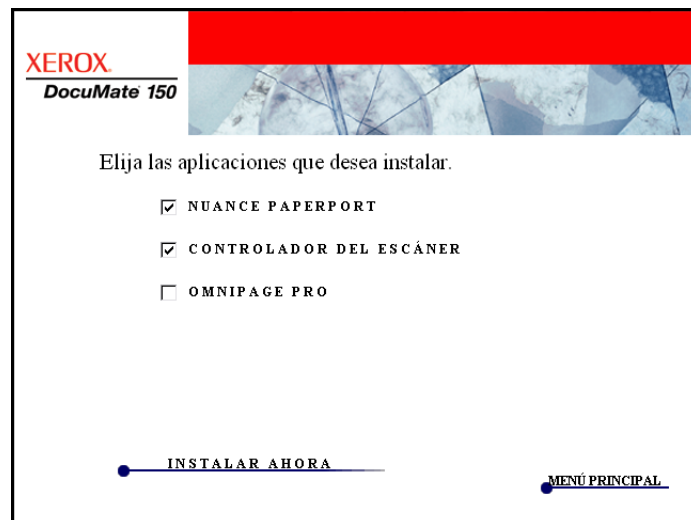 XEROX.
DocuMate 150
Elija las aplicaciones que desea instalar.
NUANCE PAPERPORT
CONTROLADOR DEL ESCÁNER
OMNIPAGE PRO
INSTALAR AHORA
MENÚ PRINCIPAL